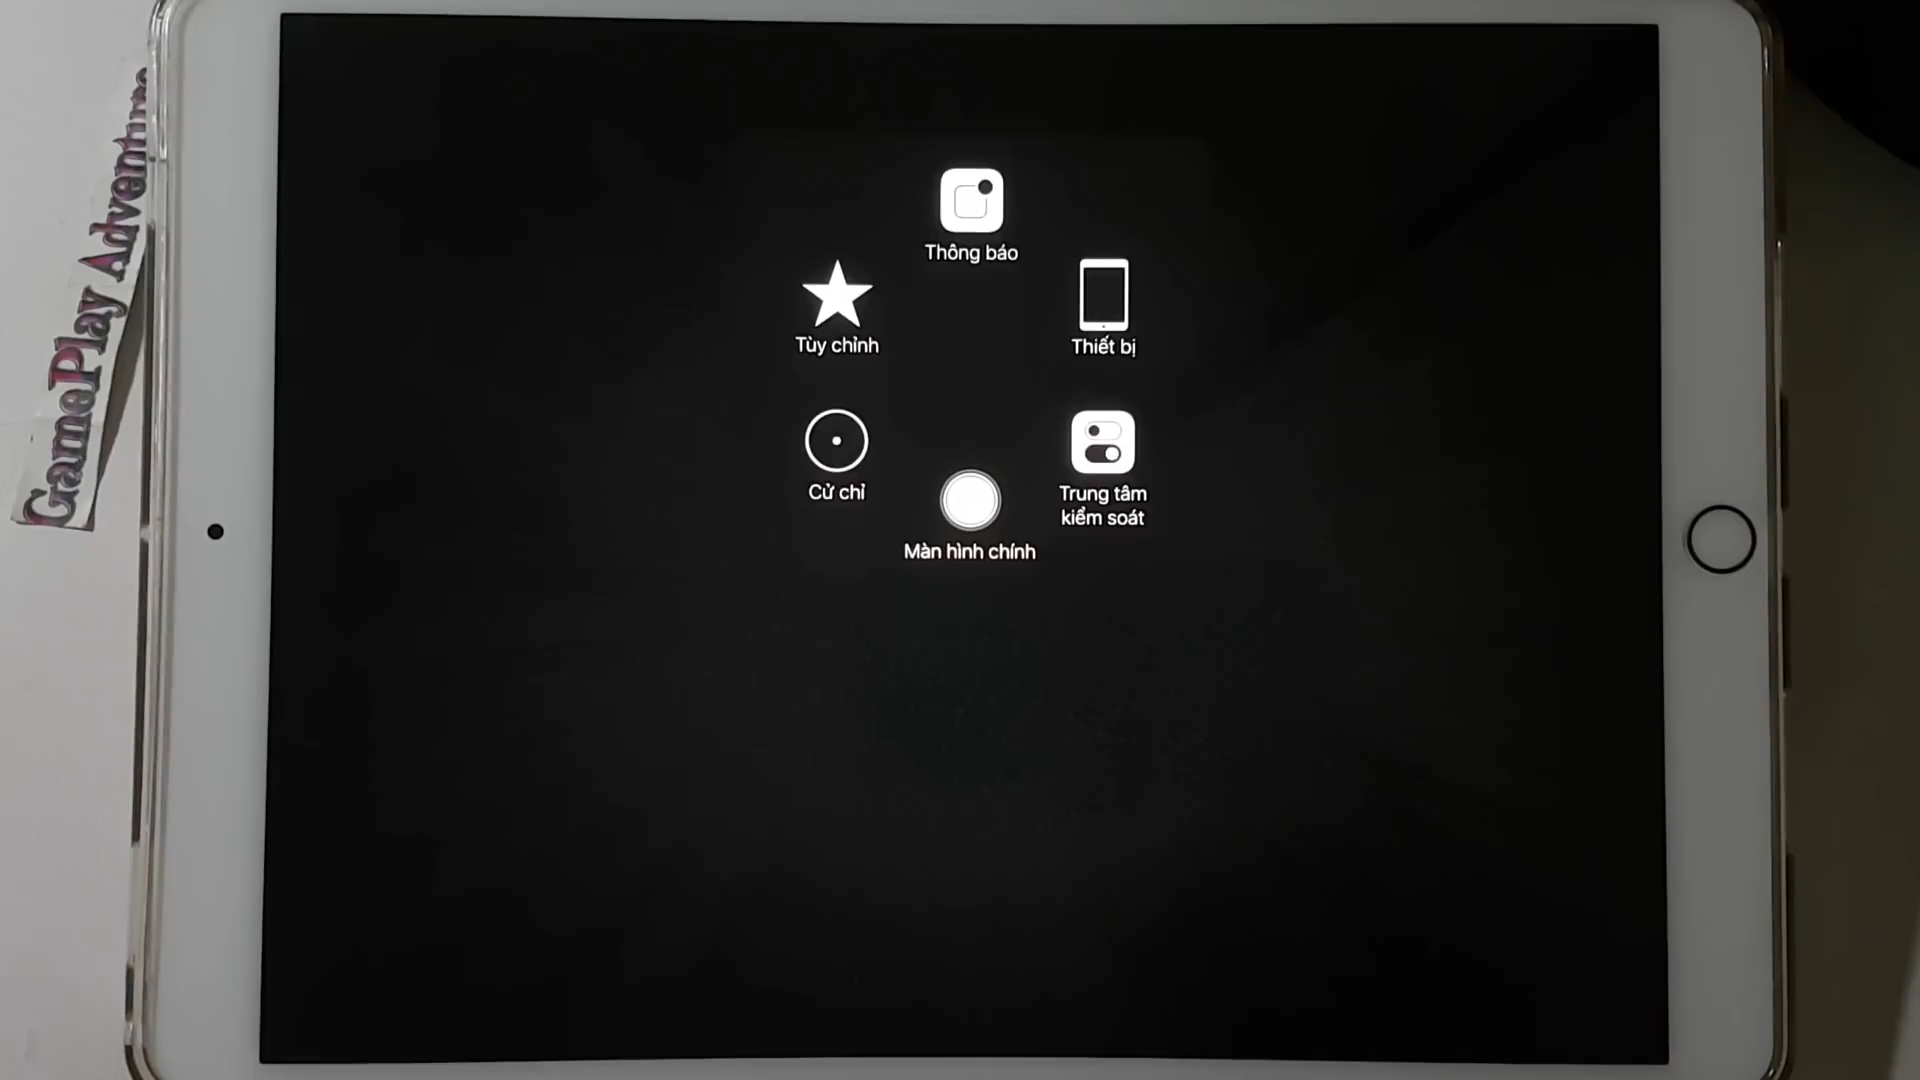 GamePlay Adventure
Thông báo
Tùy chỉnh
Thiết bị
Cử chỉ
Trung tâm
kiểm soát
Màn hình chính